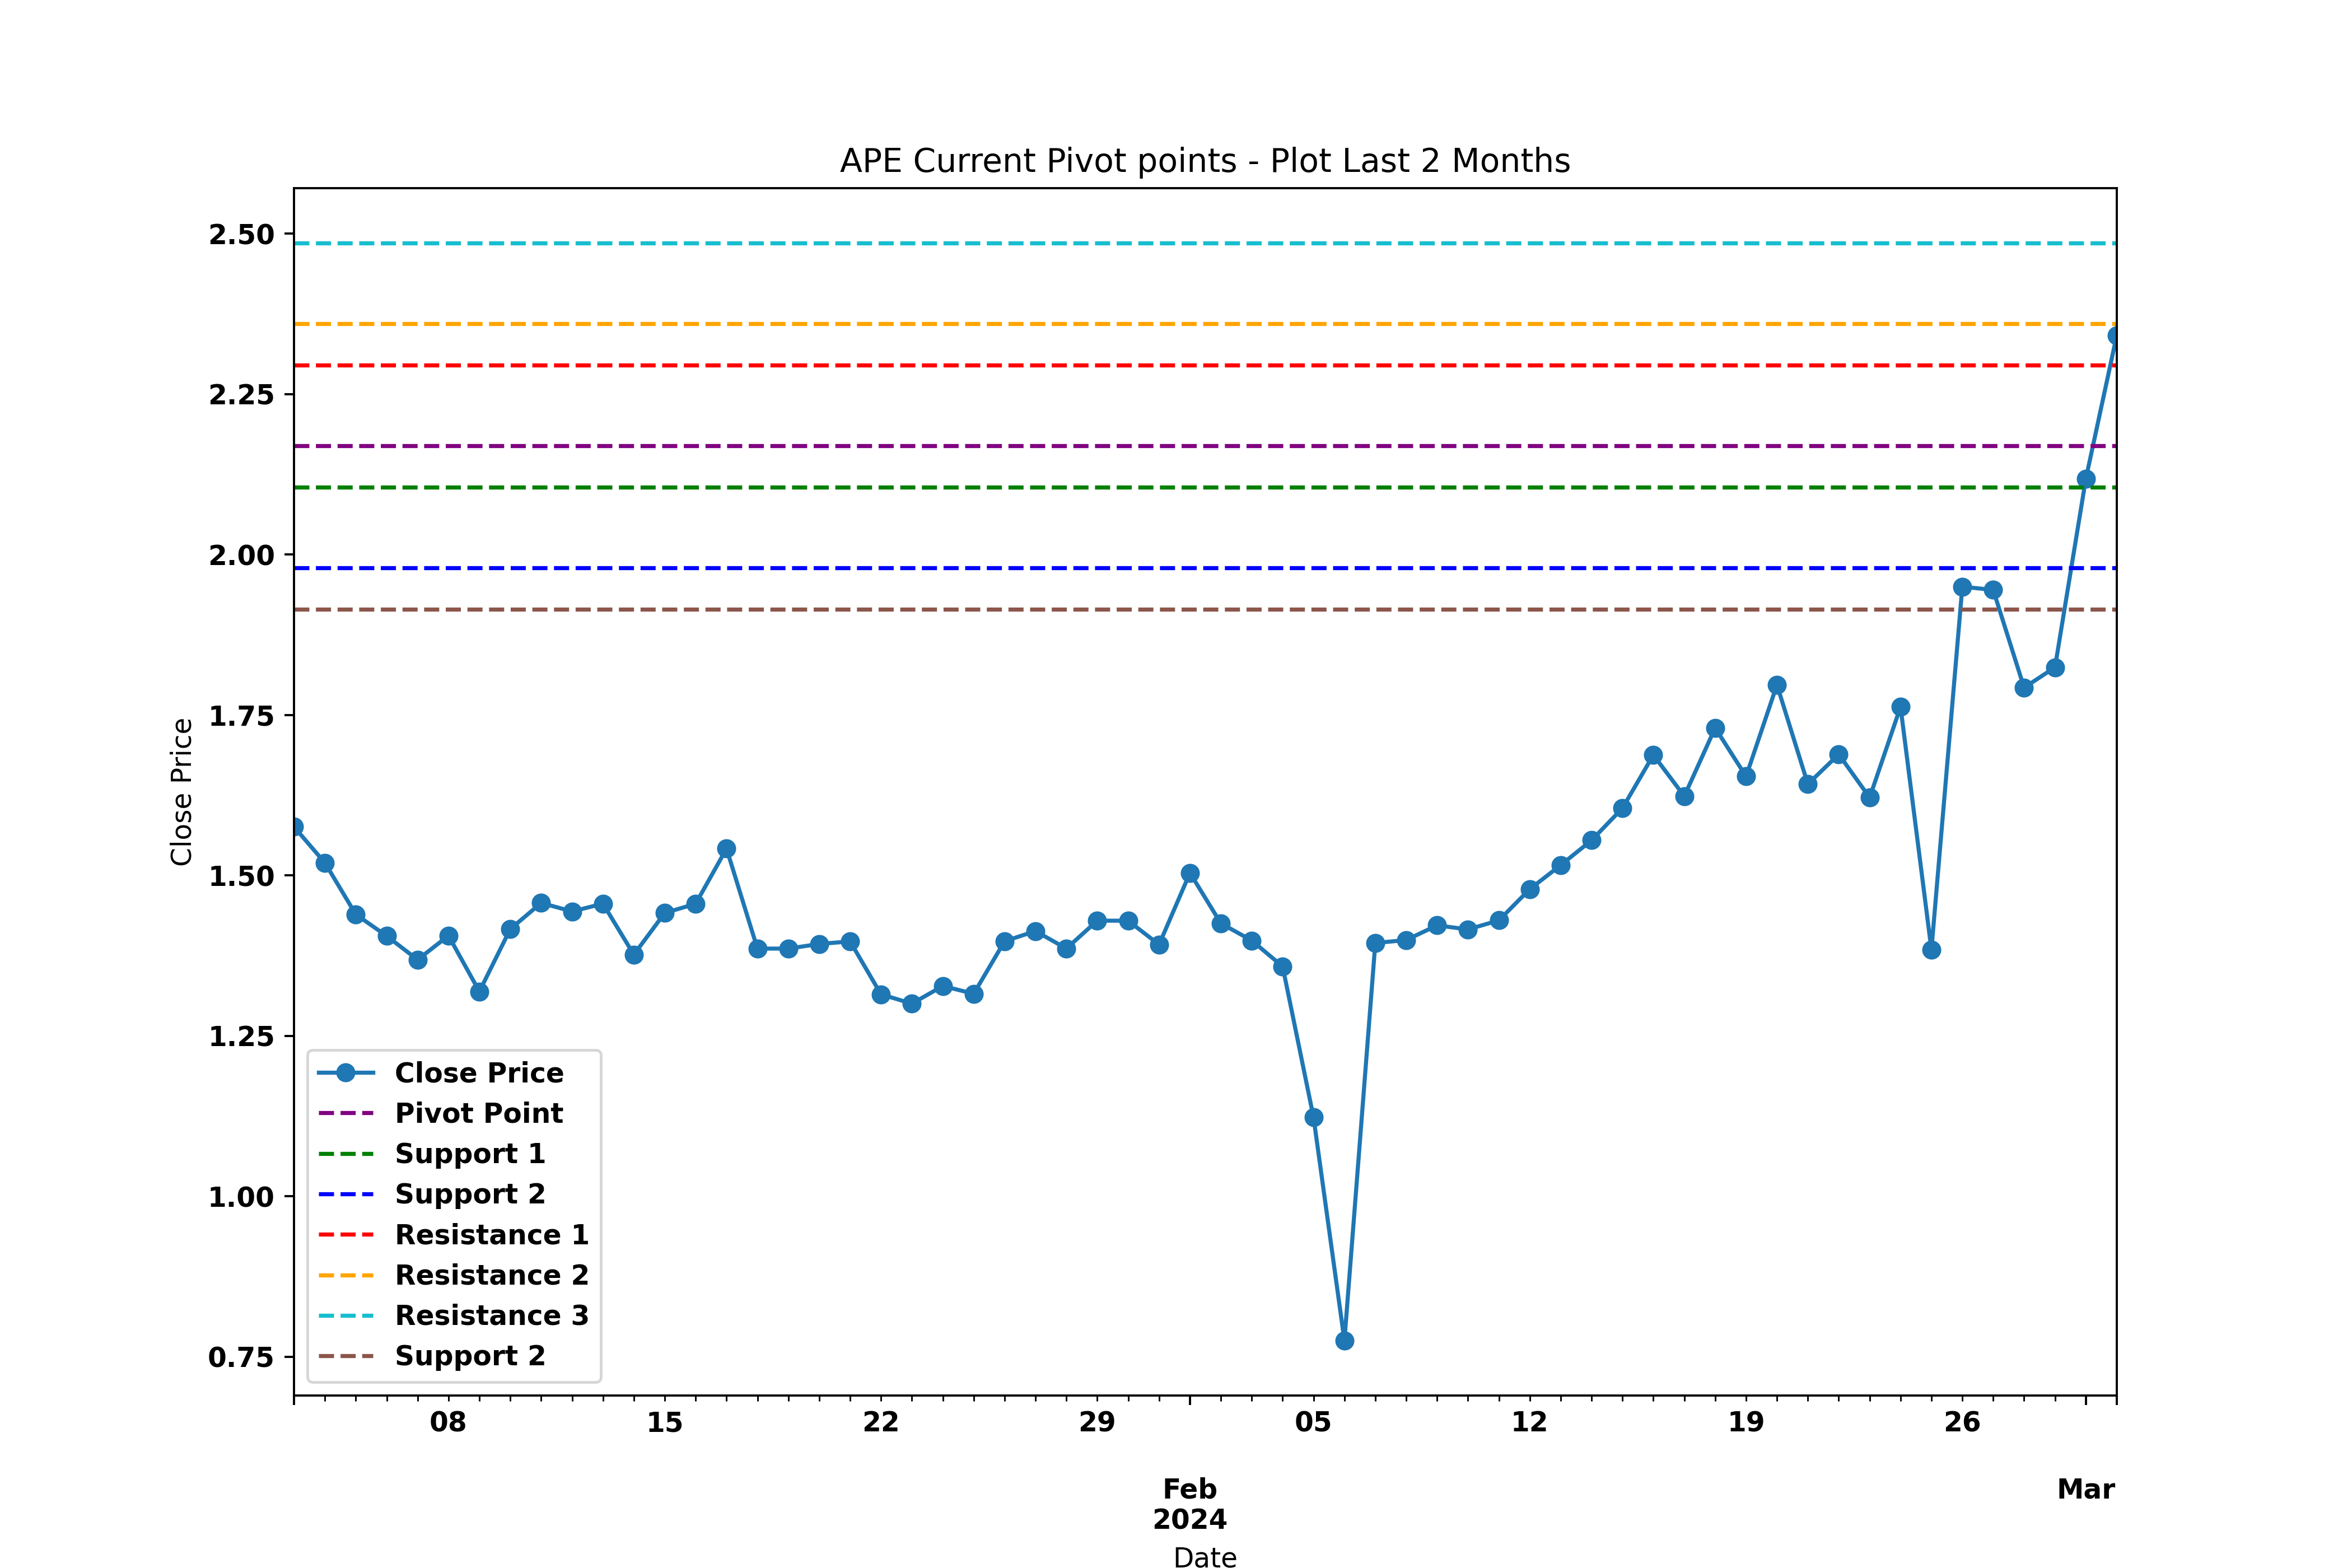 APE Current Pivot points - Plot Last 2 Months
2.50
2.25
2.00
1.75
1.50
1.25
1.00
0.75
Close Price
Close Price
Pivot Point
Support 1
Support 2
Resistance 1
Resistance 2
Resistance 3
Support 2
08 15 22 29 05 12 19 26
Feb Mar
2024
Date